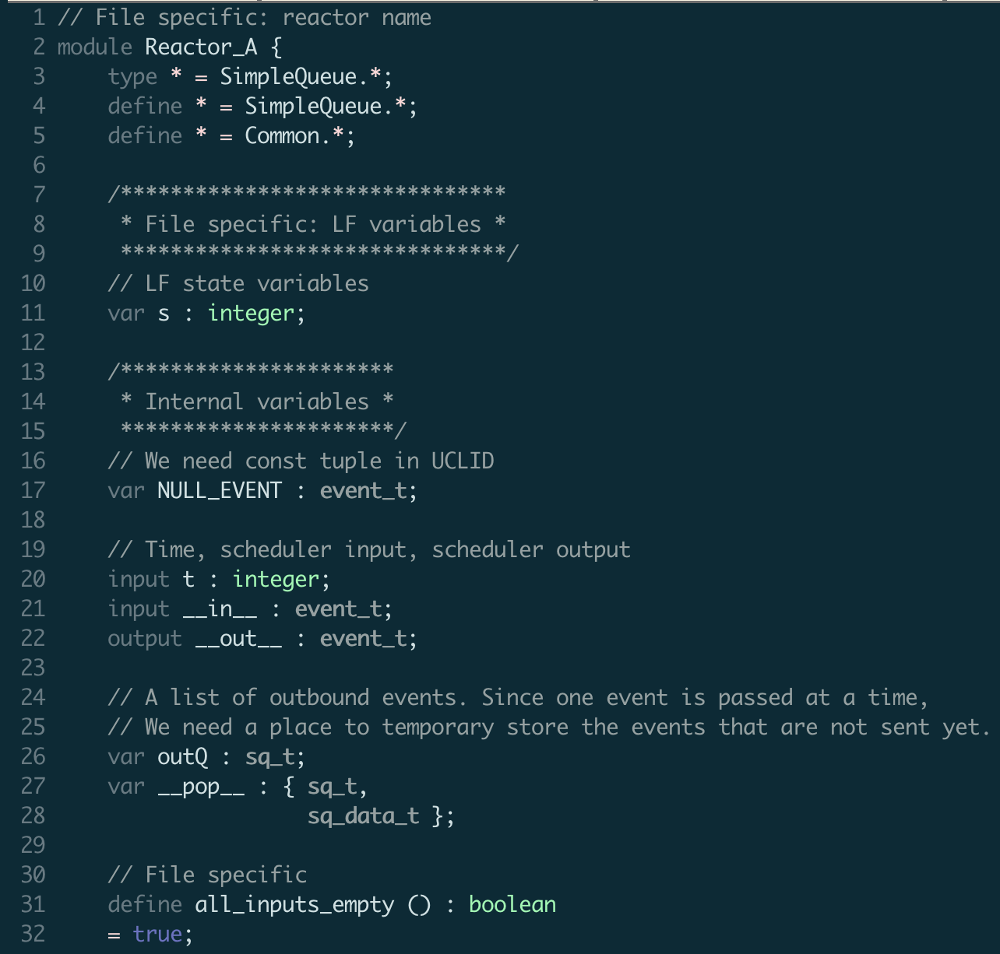 1 // File specific: reactor name
2 module Reactor_A {
3     type * = SimpleQueue.*;
4     define * = SimpleQueue.*;
5     define * = Common.*;
6
7     /*******************************
8      * File specific: LF variables *
9      *******************************/
10     // LF state variables
11     var s : integer;
12
13     /**********************
14      * Internal variables *
15      **********************/
16     // We need const tuple in UCLID
17     var NULL_EVENT : event_t;
18
19     // Time, scheduler input, scheduler output
20     input t : integer;
21     input __in__ : event_t;
22     output __out__ : event_t;
23
24     // A list of outbound events. Since one event is passed at a time,
25     // We need a place to temporary store the events that are not sent yet.
26     var outQ : sq_t;
27     var __pop__ : { sq_t,
28                     sq_data_t };
29
30     // File specific
31     define all_inputs_empty () : boolean
32     = true;